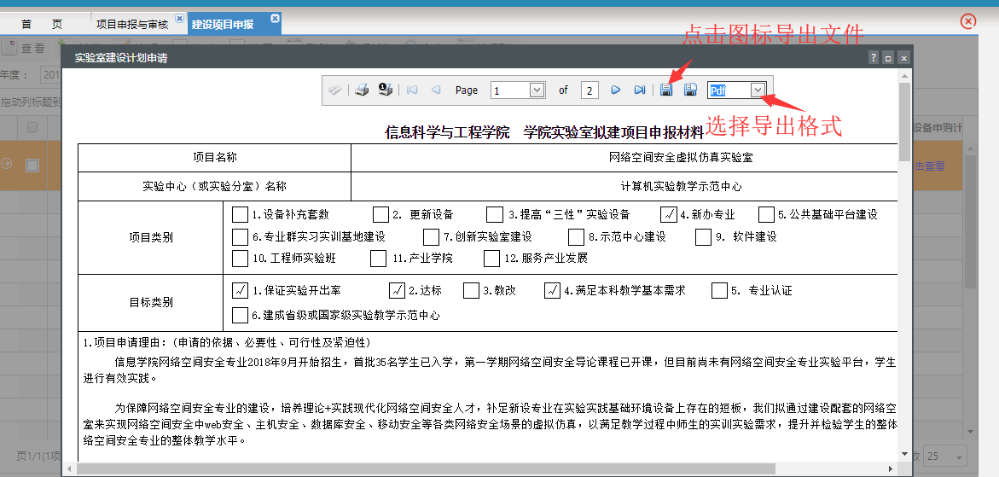 首 页 项目申报与审核 建设项目申报
点击图标导出文件
查看
实验室建设计划申请
年度： 201
Page 1 of 2 Pdf
拖动列标题到
选择导出格式
信息科学与工程学院 学院实验室拟建项目申报材料
设备申购计
项目名称 网络空间安全虚拟仿真实验室
击查看
实验中心（或实验分室）名称 计算机实验教学示范中心
项目类别
1.设备补充套数 2. 更新设备 3.提高“三性”实验设备 √ 4.新办专业 5.公共基础平台建设
6.专业群实习实训基地建设 7.创新实验室建设 8.示范中心建设 9. 软件建设
10.工程师实验班 11.产业学院 12.服务产业发展
目标类别
√ 1.保证实验开出率 √ 2.达标 3.教改 √ 4.满足本科教学基本需求 5. 专业认证
6.建成省级或国家级实验教学示范中心
1.项目申请理由:（申请的依据、必要性、可行性及紧迫性）
信息学院网络空间安全专业2018年9月开始招生，首批35名学生已入学，第一学期网络空间安全导论课程已开课，但目前尚未有网络空间安全专业实验平台，学生
进行有效实践。
为保障网络空间安全专业的建设，培养理论+实践现代化网络空间安全人才，补足新设专业在实验实践基础环境设备上存在的短板，我们拟通过建设配套的网络空
室来实现网络空间安全中web安全、主机安全、数据库安全、移动安全等各类网络安全场景的虚拟仿真，以满足教学过程中师生的实训实验需求，提升并检验学生的整体
络空间安全专业的整体教学水平。
页1/1(1项
数 25